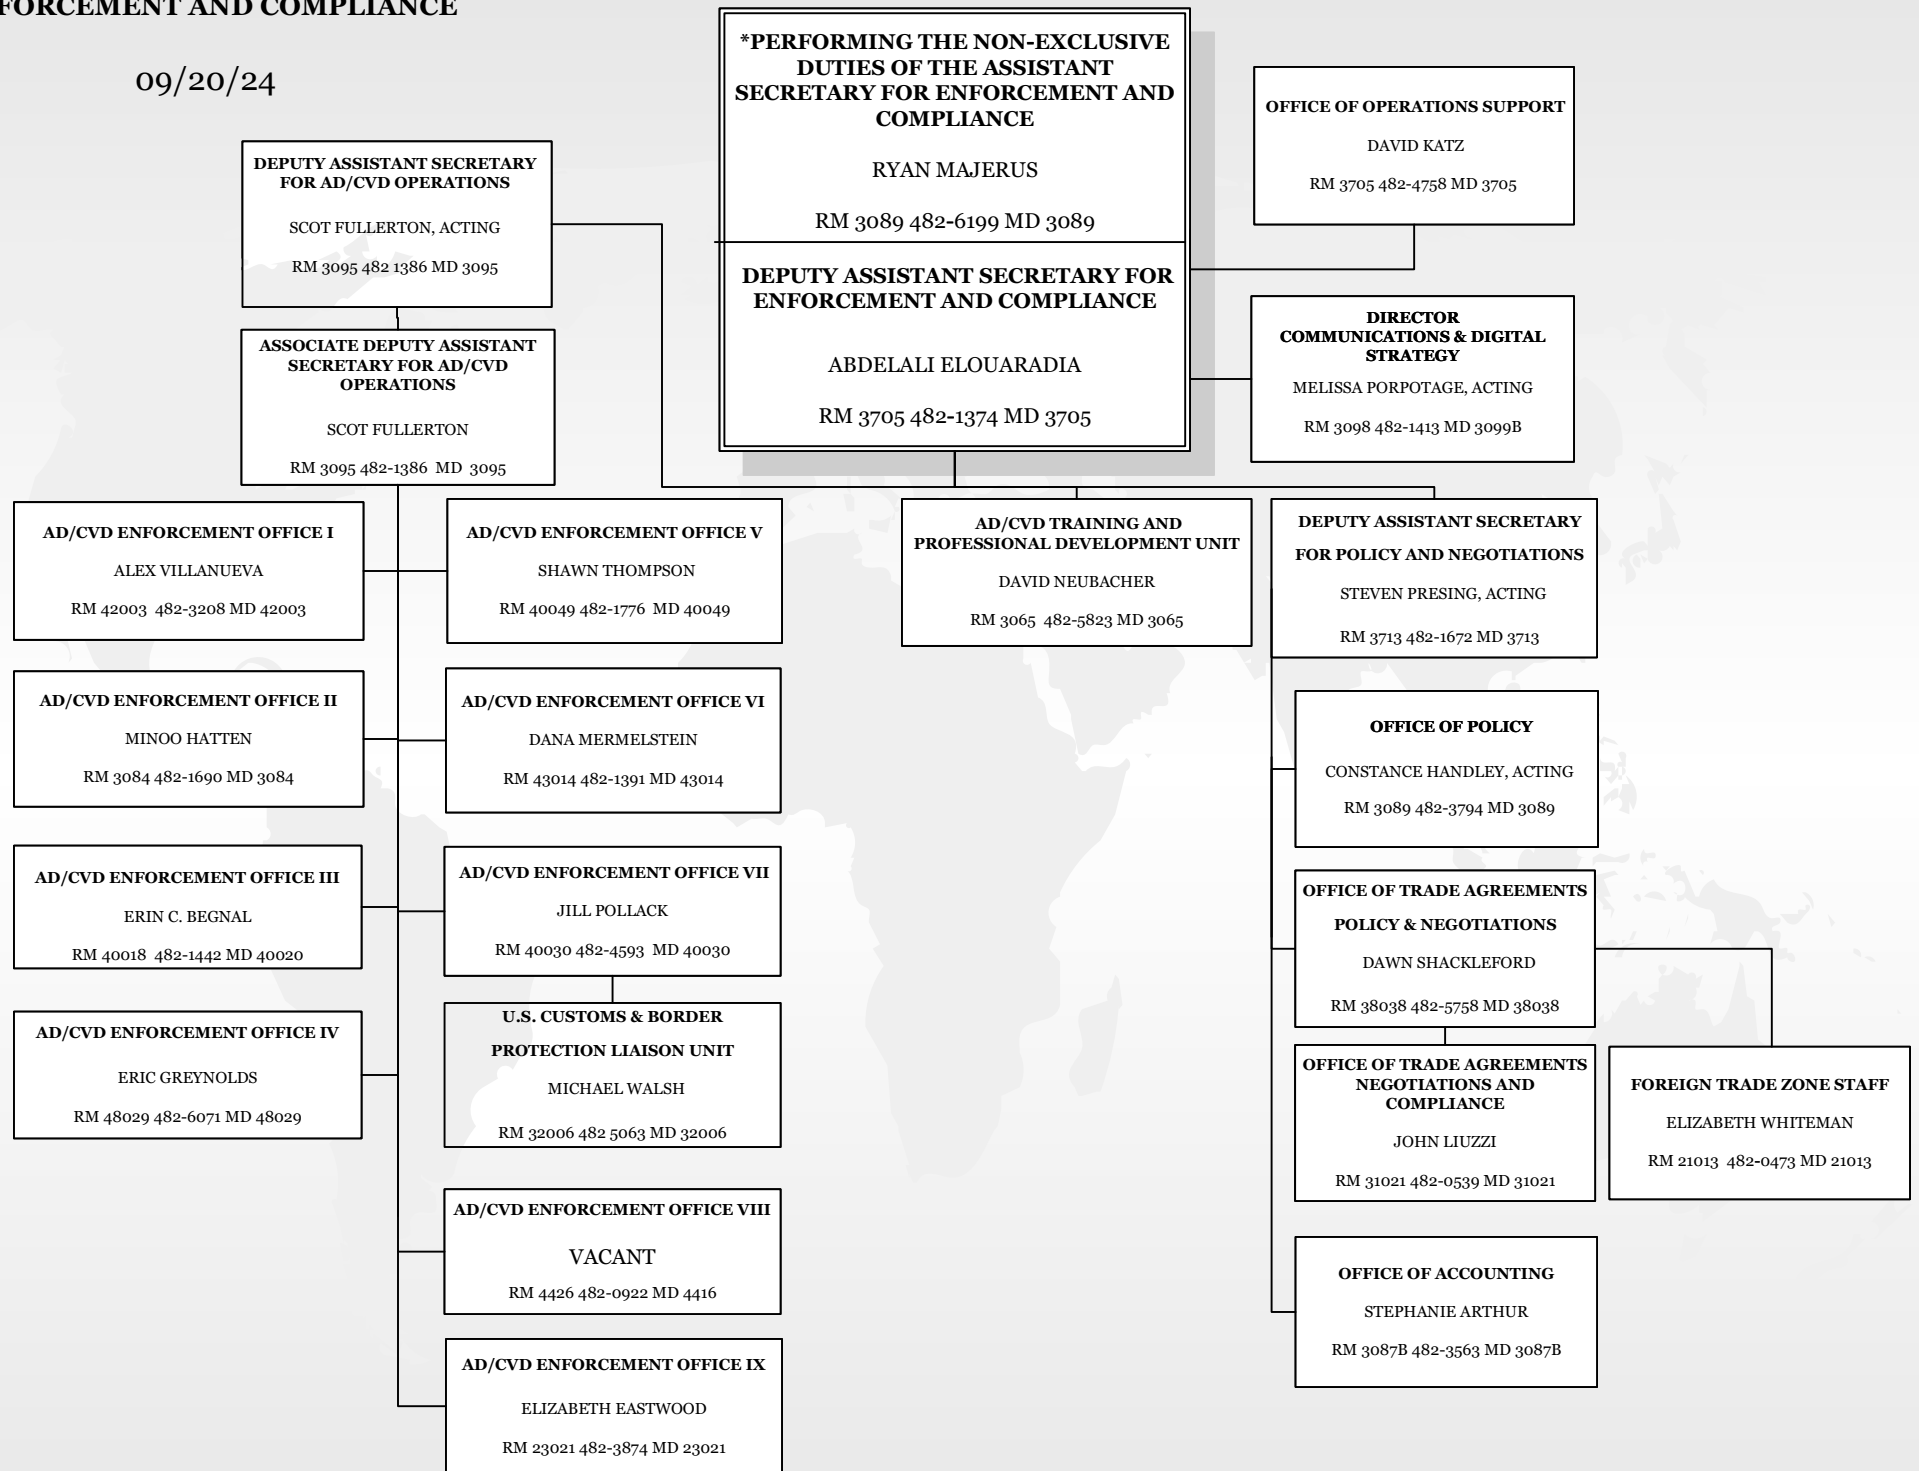 FORCEMENT AND COMPLIANCE
09/20/24
*PERFORMING THE NON-EXCLUSIVE
DUTIES OF THE ASSISTANT
SECRETARY FOR ENFORCEMENT AND
COMPLIANCE
RYAN MAJERUS
RM 3089 482-6199 MD 3089
DEPUTY ASSISTANT SECRETARY FOR
ENFORCEMENT AND COMPLIANCE
ABDELALI ELOUARADIA
RM 3705 482-1374 MD 3705
OFFICE OF OPERATIONS SUPPORT
DAVID KATZ
RM 3705 482-4758 MD 3705
DIRECTOR
COMMUNICATIONS & DIGITAL
STRATEGY
MELISSA PORPOTAGE, ACTING
RM 3098 482-1413 MD 3099B
DEPUTY ASSISTANT SECRETARY
FOR AD/CVD OPERATIONS
SCOT FULLERTON, ACTING
RM 3095 482 1386 MD 3095
ASSOCIATE DEPUTY ASSISTANT
SECRETARY FOR AD/CVD
OPERATIONS
SCOT FULLERTON
RM 3095 482-1386 MD 3095
AD/CVD ENFORCEMENT OFFICE I
ALEX VILLANUEVA
RM 42003 482-3208 MD 42003
AD/CVD ENFORCEMENT OFFICE II
MINOO HATTEN
RM 3084 482-1690 MD 3084
AD/CVD ENFORCEMENT OFFICE III
ERIN C. BEGNAL
RM 40018 482-1442 MD 40020
AD/CVD ENFORCEMENT OFFICE IV
ERIC GREYNOLDS
RM 48029 482-6071 MD 48029
AD/CVD ENFORCEMENT OFFICE V
SHAWN THOMPSON
RM 40049 482-1776 MD 40049
AD/CVD ENFORCEMENT OFFICE VI
DANA MERMELSTEIN
RM 43014 482-1391 MD 43014
AD/CVD ENFORCEMENT OFFICE VII
JILL POLLACK
RM 40030 482-4593 MD 40030
U.S. CUSTOMS & BORDER
PROTECTION LIAISON UNIT
MICHAEL WALSH
RM 32006 482 5063 MD 32006
AD/CVD ENFORCEMENT OFFICE VIII
VACANT
RM 4426 482-0922 MD 4416
AD/CVD ENFORCEMENT OFFICE IX
ELIZABETH EASTWOOD
RM 23021 482-3874 MD 23021
AD/CVD TRAINING AND
PROFESSIONAL DEVELOPMENT UNIT
DAVID NEUBACHER
RM 3065 482-5823 MD 3065
DEPUTY ASSISTANT SECRETARY
FOR POLICY AND NEGOTIATIONS
STEVEN PRESING, ACTING
RM 3713 482-1672 MD 3713
OFFICE OF POLICY
CONSTANCE HANDLEY, ACTING
RM 3089 482-3794 MD 3089
OFFICE OF TRADE AGREEMENTS
POLICY & NEGOTIATIONS
DAWN SHACKLEFORD
RM 38038 482-5758 MD 38038
OFFICE OF TRADE AGREEMENTS
NEGOTIATIONS AND
COMPLIANCE
JOHN LIUZZI
RM 31021 482-0539 MD 31021
FOREIGN TRADE ZONE STAFF
ELIZABETH WHITEMAN
RM 21013 482-0473 MD 21013
OFFICE OF ACCOUNTING
STEPHANIE ARTHUR
RM 3087B 482-3563 MD 3087B